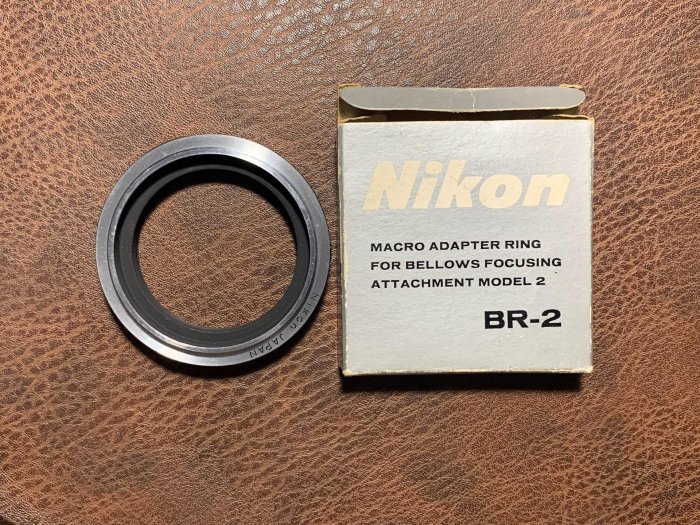 NIKON JAPAN
Nikon
MACRO ADAPTER RING
FOR BELLOWS FOCUSING
ATTACHMENT MODEL 2
BR-2